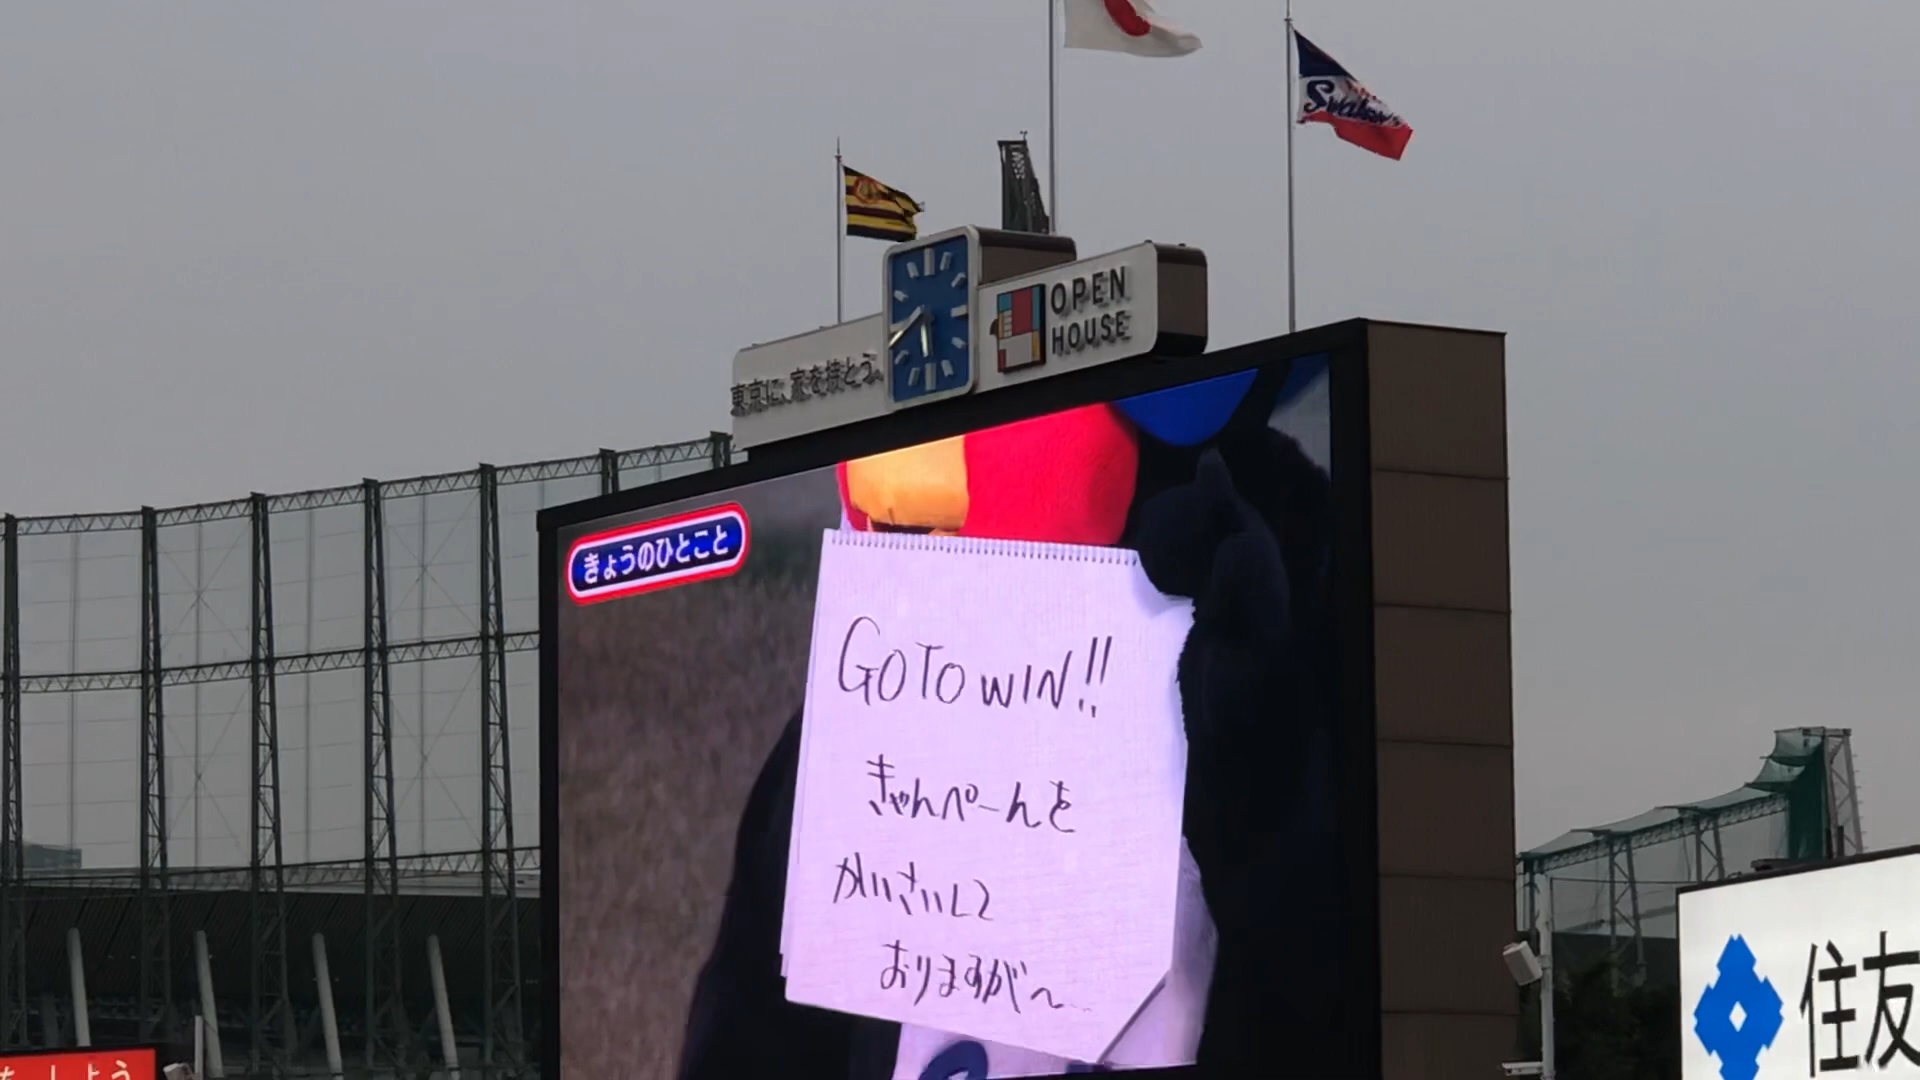 Swallows
東京に、家を持とう。
OPEN
HOUSE
きょうのひとこと
GO TO WIN!!
きゃんぺーんを
かいさいして
おりますが〜
住友